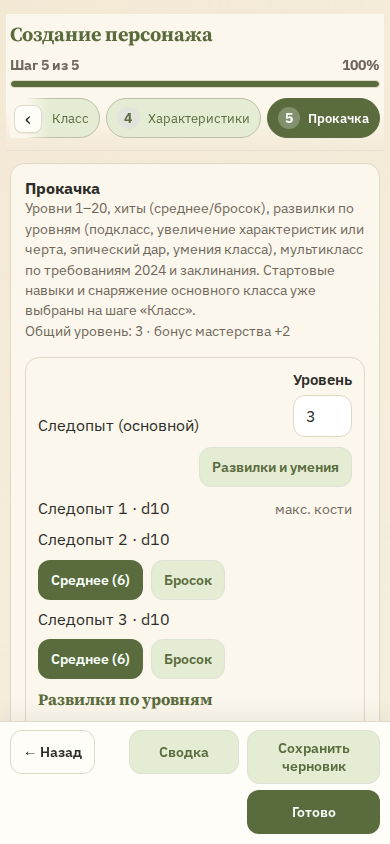 Создание персонажа
Шаг 5 из 5 100%
‹ Класс 4 Характеристики 5 Прокачка
Прокачка
Уровни 1–20, хиты (среднее/бросок), развилки по
уровням (подкласс, увеличение характеристик или
черта, эпический дар, умения класса), мультикласс
по требованиям 2024 и заклинания. Стартовые
навыки и снаряжение основного класса уже
выбраны на шаге «Класс».
Общий уровень: 3 · бонус мастерства +2
Уровень
Следопыт (основной) 3
Развилки и умения
Следопыт 1 · d10 макс. кости
Следопыт 2 · d10
Среднее (6) Бросок
Следопыт 3 · d10
Среднее (6) Бросок
Развилки по уровням
← Назад Сводка Сохранить
черновик
Готово